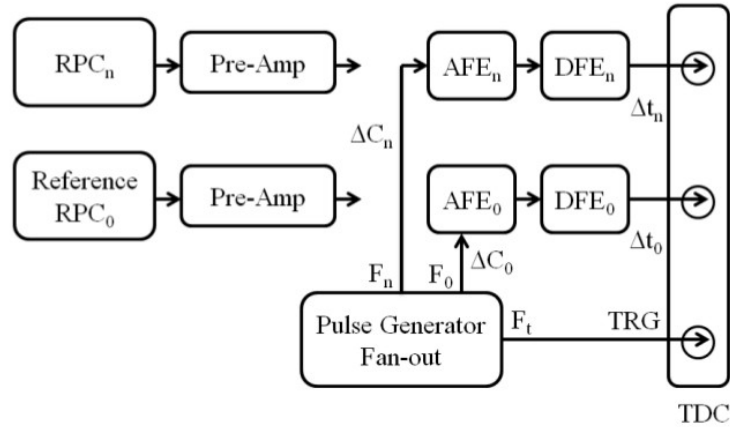 RPCn
Pre-Amp
AFEn
DFEn
Δtn
ΔCn
Reference
RPC0
Pre-Amp
AFE0
DFE0
Δt0
ΔC0
Fn
F0
Pulse Generator
Fan-out
Ft
TRG
TDC